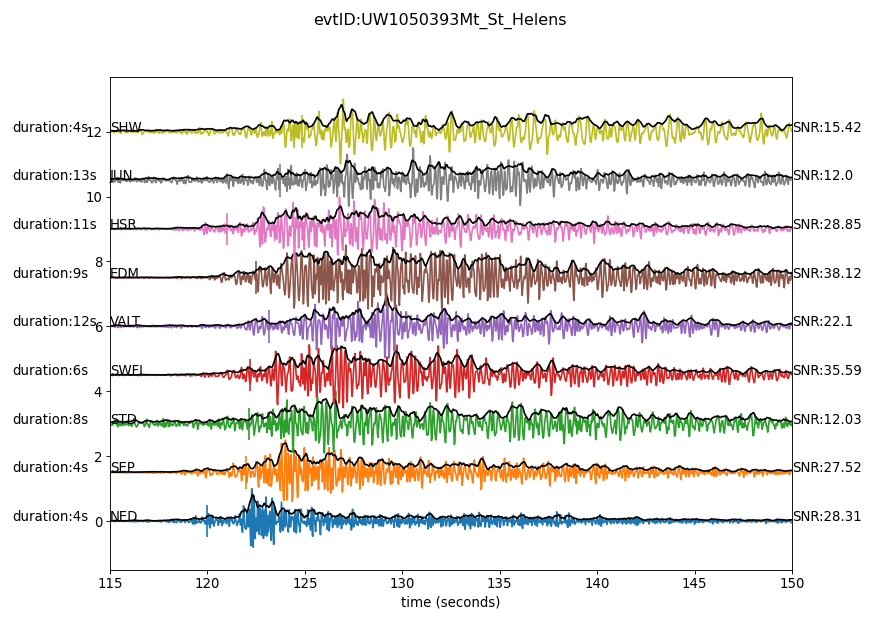 evtID:UW1050393Mt_St_Helens
duration:4s SHW SNR:15.42
12
duration:13s JUN SNR:12.0
10
duration:11s HSR SNR:28.85
8
duration:9s EDM SNR:38.12
duration:12s VALT SNR:22.1
6
duration:6s SWFL SNR:35.59
4
duration:8s STD SNR:12.03
2
duration:4s SEP SNR:27.52
duration:4s NED SNR:28.31
0
115 120 125 130 135 140 145 150
time (seconds)